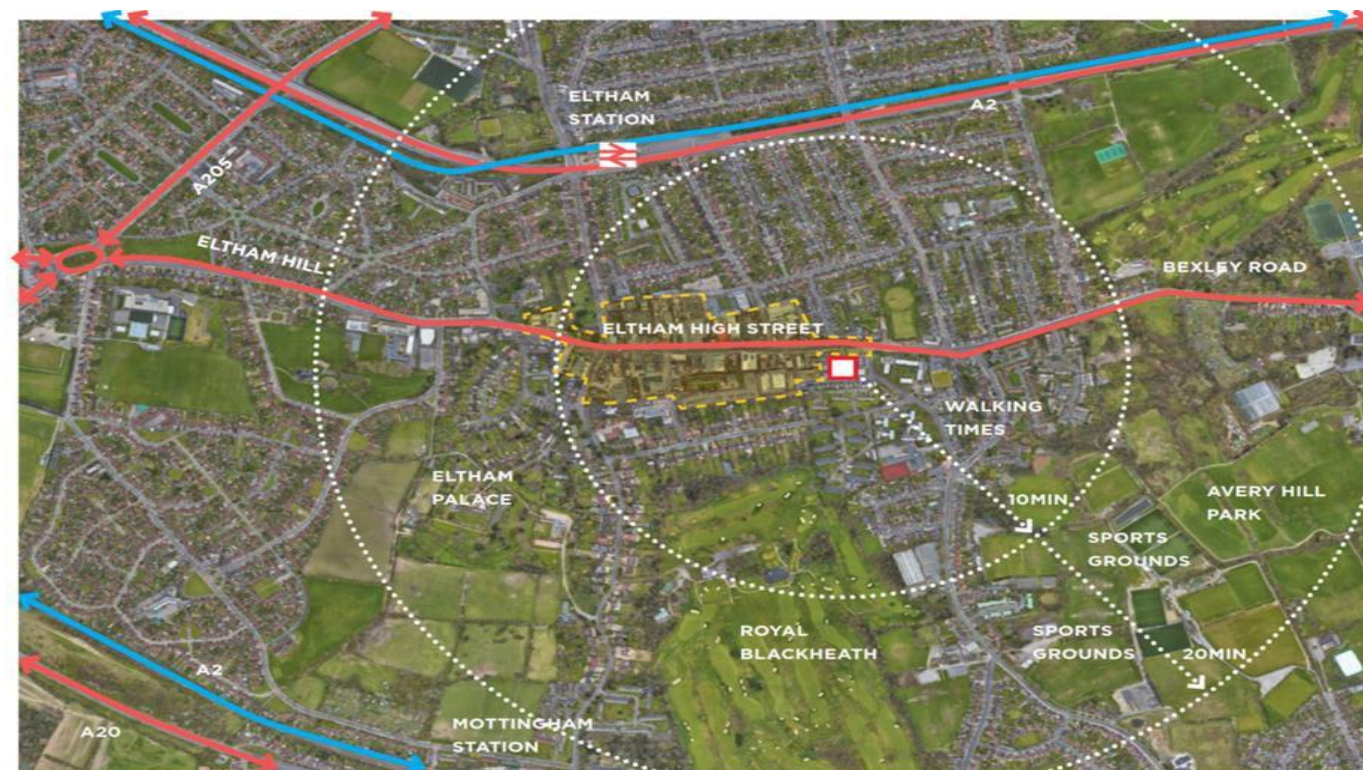 ELTHAM
STATION
A2
A205
ELTHAM HILL
BEXLEY ROAD
ELTHAM HIGH STREET
WALKING
TIMES
ELTHAM
PALACE
10MIN.
AVERY HILL
PARK
SPORTS
GROUNDS
ROYAL
BLACKHEATH
SPORTS
GROUNDS
20MIN.
A2
A20
MOTTINGHAM
STATION